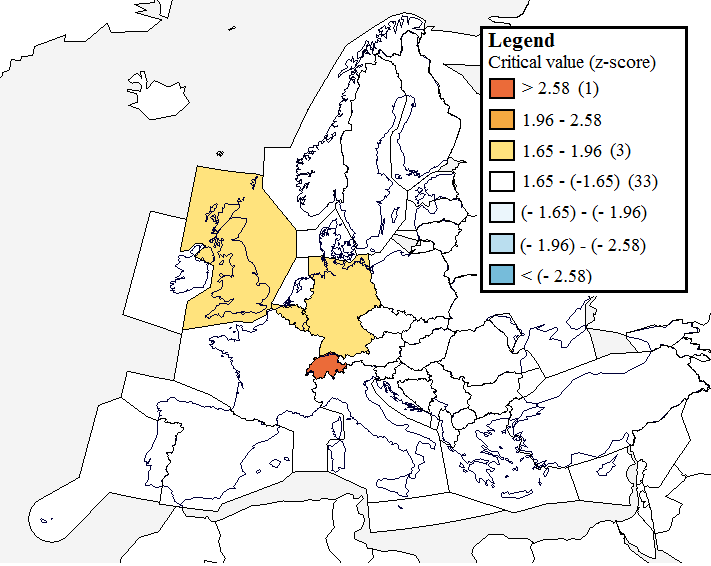 Legend
Critical value (z-score)
> 2.58 (1)
1.96 - 2.58
1.65 - 1.96 (3)
1.65 - (-1.65) (33)
(- 1.65) - (- 1.96)
(- 1.96) - (- 2.58)
< (- 2.58)